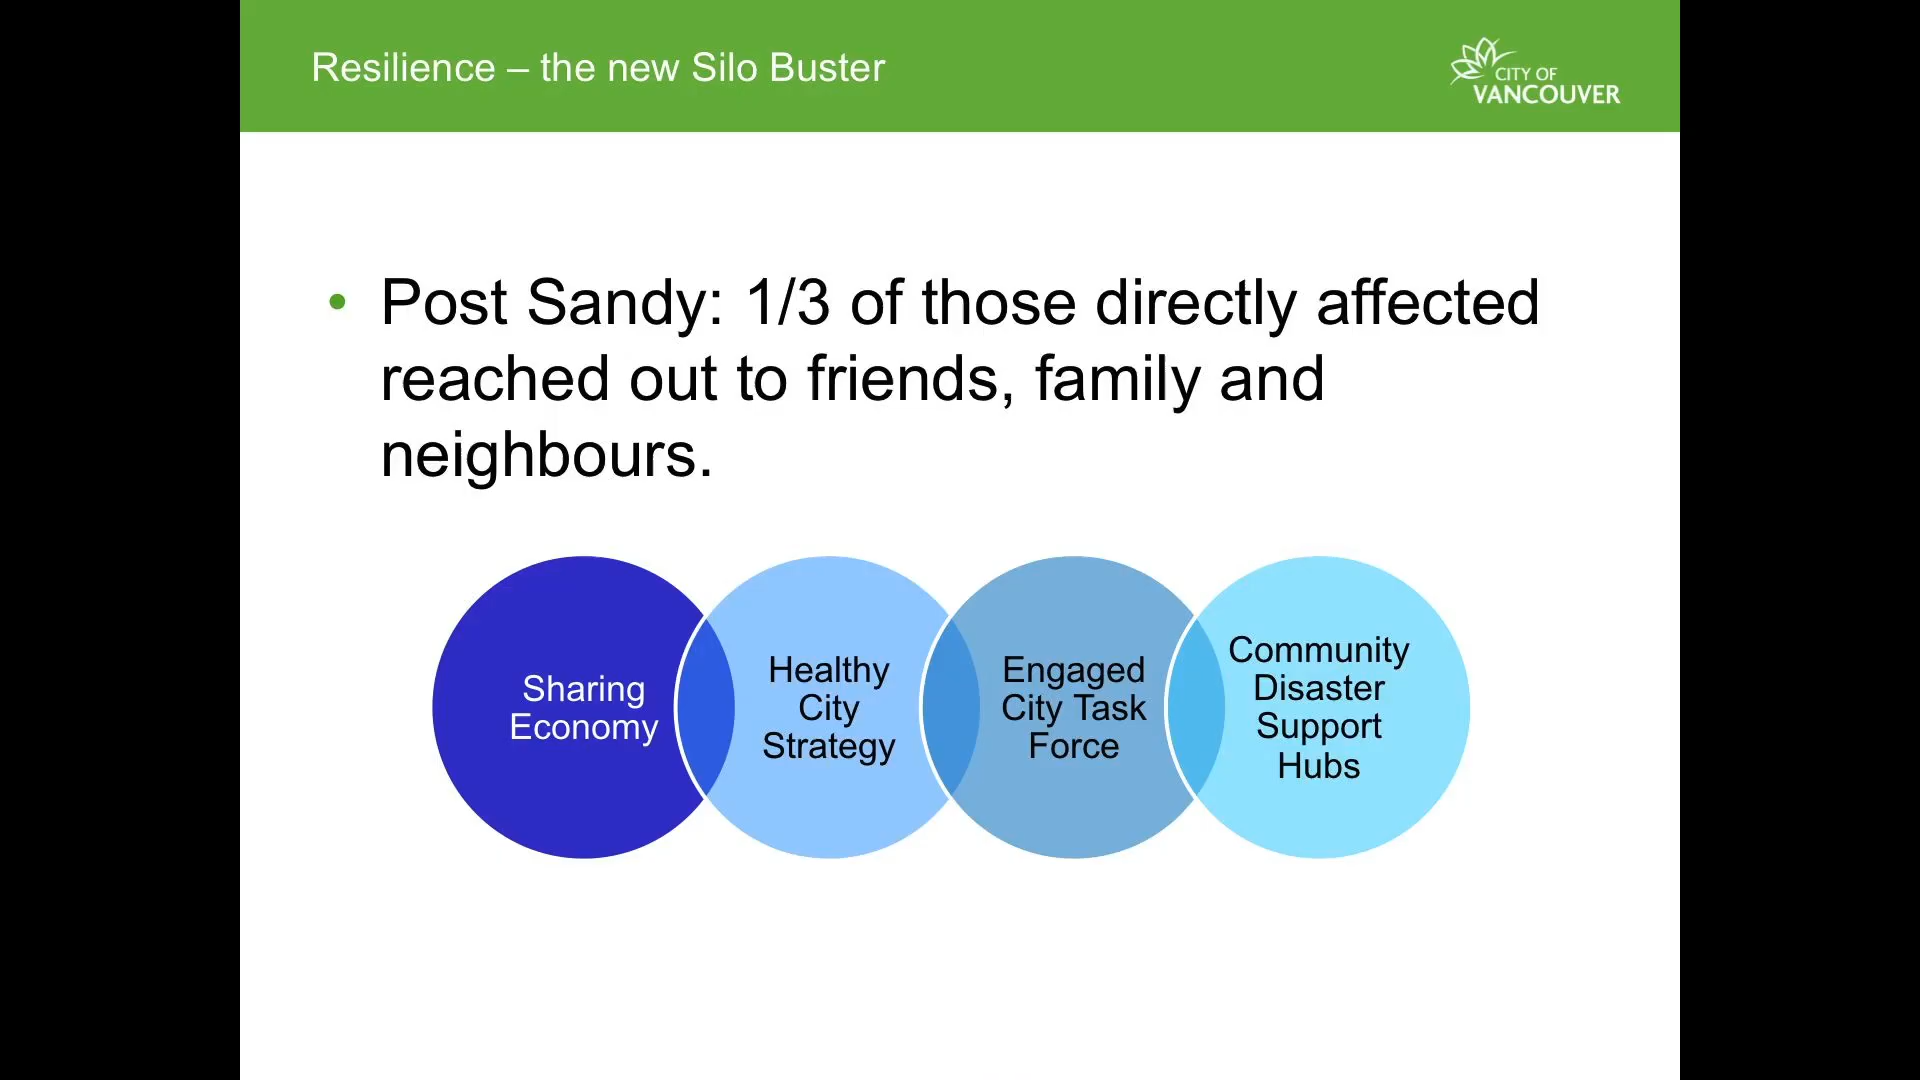 Resilience – the new Silo Buster
CITY OF
VANCOUVER
• Post Sandy: 1/3 of those directly affected
reached out to friends, family and
neighbours.
Sharing
Economy
Healthy
City
Strategy
Engaged
City Task
Force
Community
Disaster
Support
Hubs